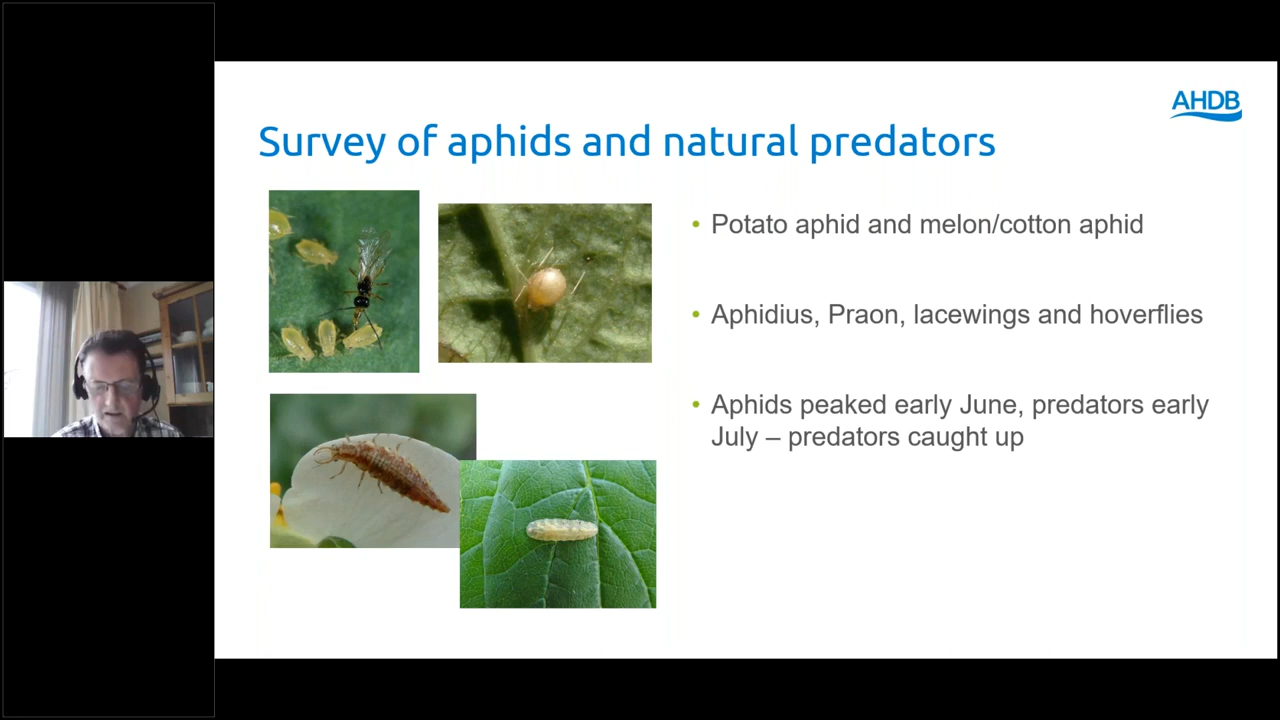 AHDB
Survey of aphids and natural predators
• Potato aphid and melon/cotton aphid
• Aphidius, Praon, lacewings and hoverflies
• Aphids peaked early June, predators early
July – predators caught up